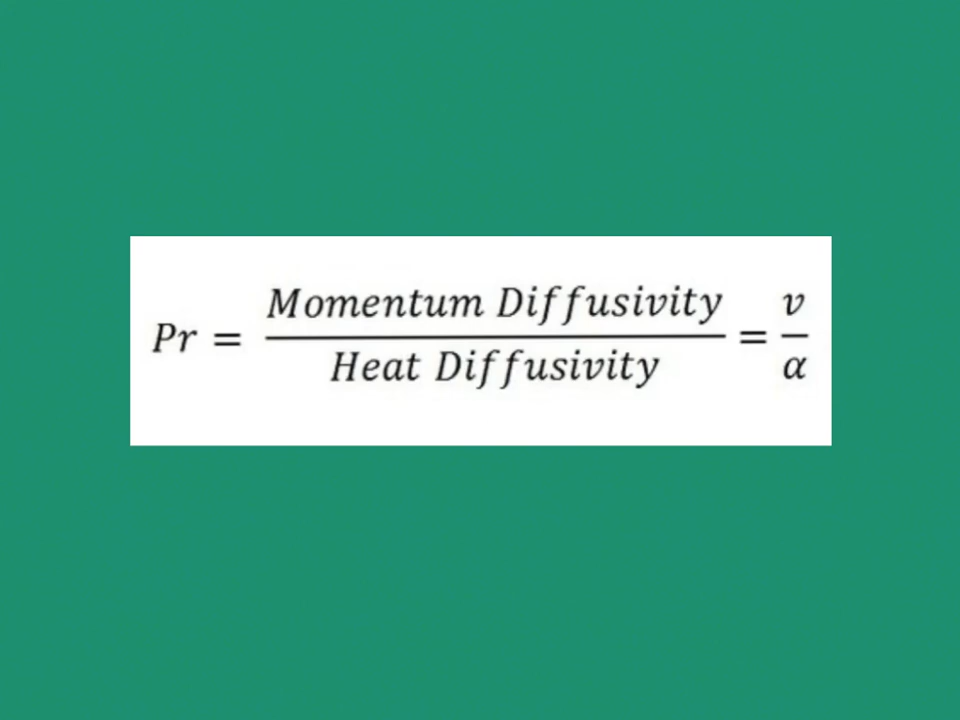 Pr = Momentum Diffusivity / Heat Diffusivity = ν / α